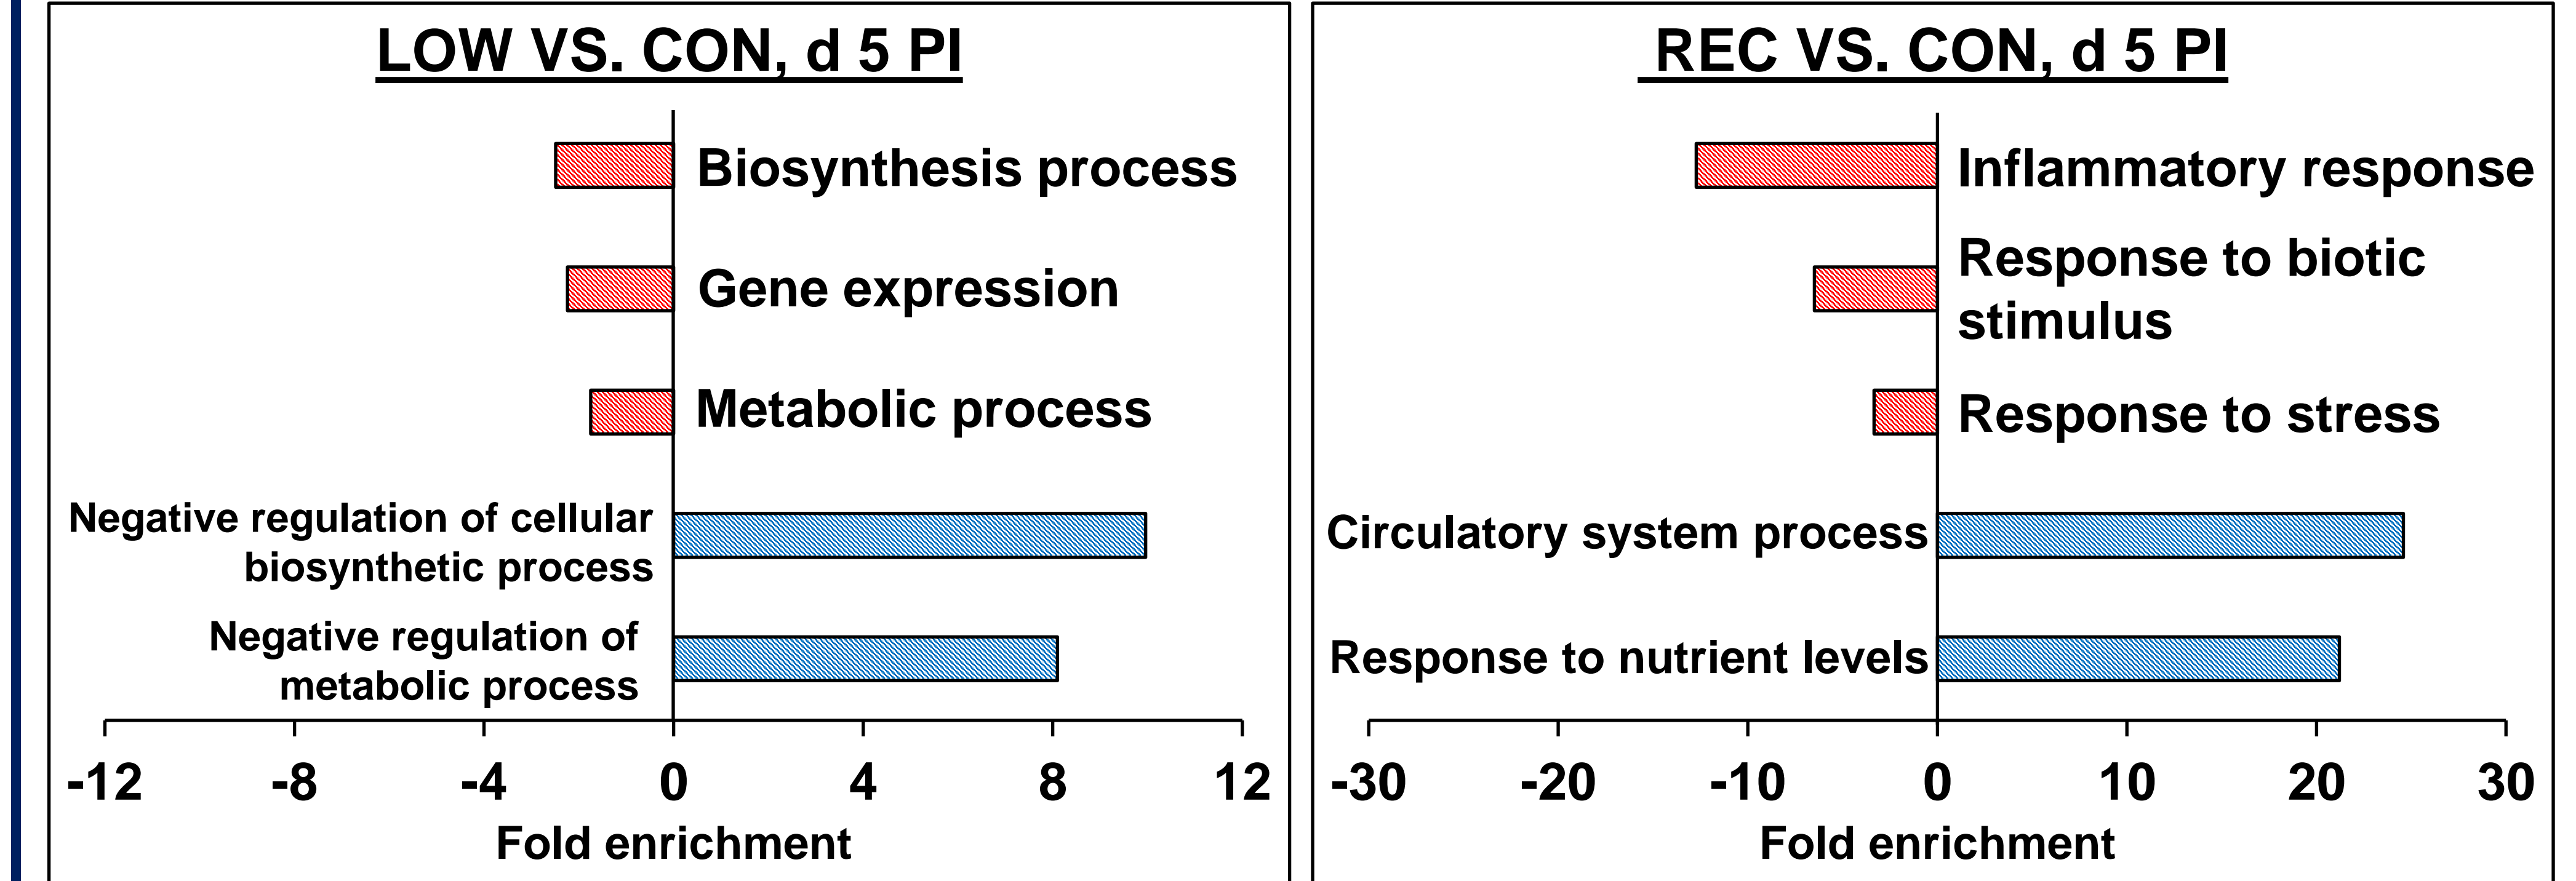 LOW VS. CON, d 5 PI
Biosynthesis process
Gene expression
Metabolic process
Negative regulation of cellular
biosynthetic process
Negative regulation of
metabolic process
-12 -8 -4 0 4 8 12
Fold enrichment
REC VS. CON, d 5 PI
Inflammatory response
Response to biotic
stimulus
Response to stress
Circulatory system process
Response to nutrient levels
-30 -20 -10 0 10 20 30
Fold enrichment